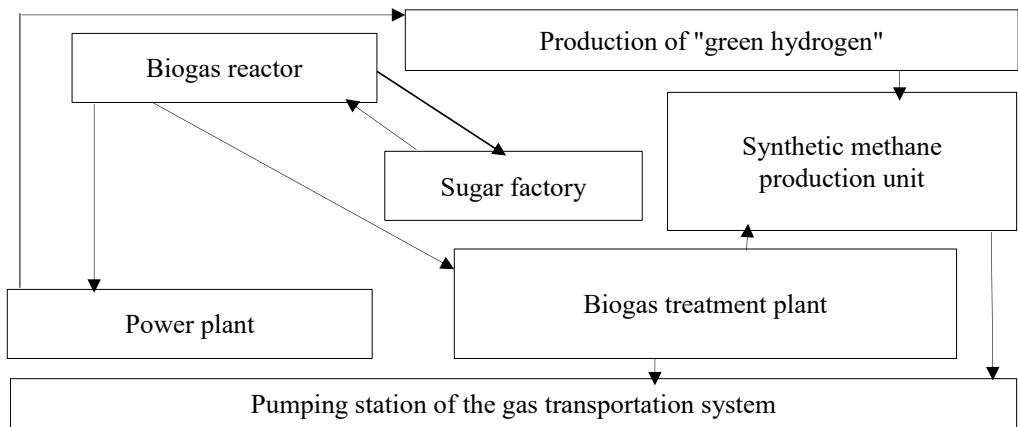 Production of "green hydrogen"
Biogas reactor
Synthetic methane
production unit
Sugar factory
Biogas treatment plant
Power plant
Pumping station of the gas transportation system